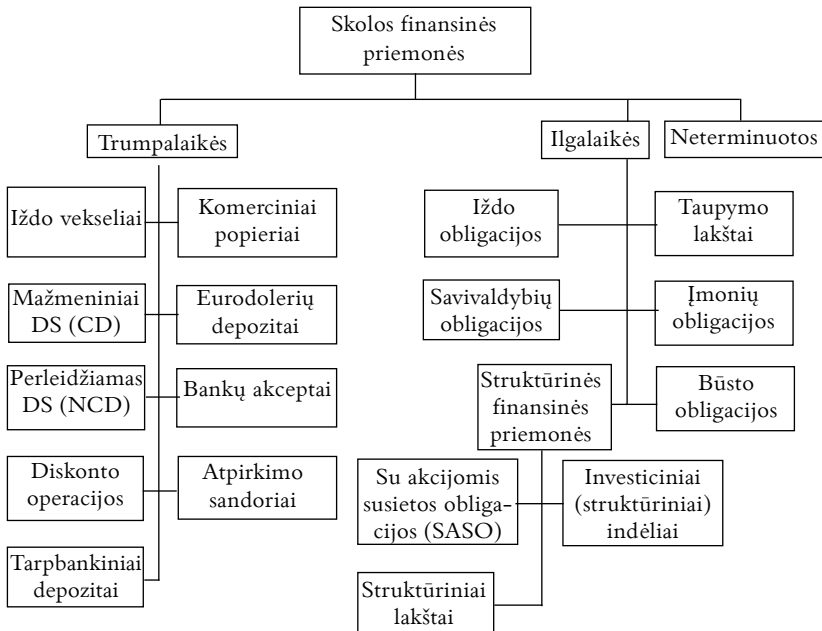 Skolos finansinės
priemonės
Trumpalaikės
Ilgalaikės
Neterminuotos
Iždo vekseliai
Komerciniai
popieriai
Mažmeniniai
DS (CD)
Eurodolerių
depozitai
Perleidžiamas
DS (NCD)
Bankų akceptai
Diskonto
operacijos
Atpirkimo
sandoriai
Tarpbankiniai
depozitai
Iždo
obligacijos
Taupymo
lakštai
Savivaldybių
obligacijos
Įmonių
obligacijos
Struktūrinės
finansinės
priemonės
Būsto
obligacijos
Su akcijomis
susietos obliga-
cijos (SASO)
Investiciniai
(struktūriniai)
indėliai
Struktūriniai
lakštai